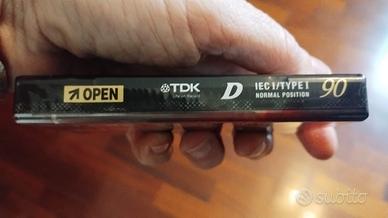 OPEN
TDK
Life on Record
D
IEC I/TYPE I
NORMAL POSITION
90
subito